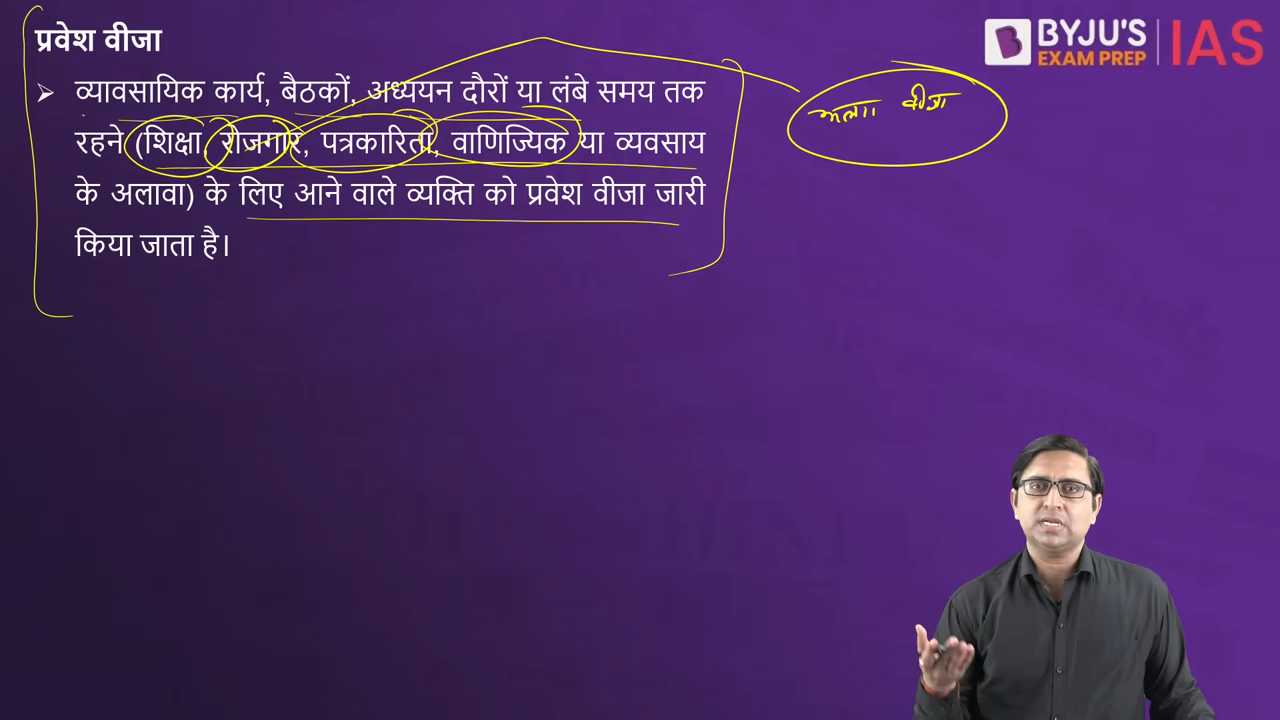 प्रवेश वीजा
BYJU'S
EXAM PREP
IAS
➤ व्यावसायिक कार्य, बैठकों, अध्ययन दौरों या लंबे समय तक
रहने (शिक्षा, रोजगार, पत्रकारिता, वाणिज्यिक या व्यवसाय
के अलावा) के लिए आने वाले व्यक्ति को प्रवेश वीजा जारी
किया जाता है।
अलग वीजा